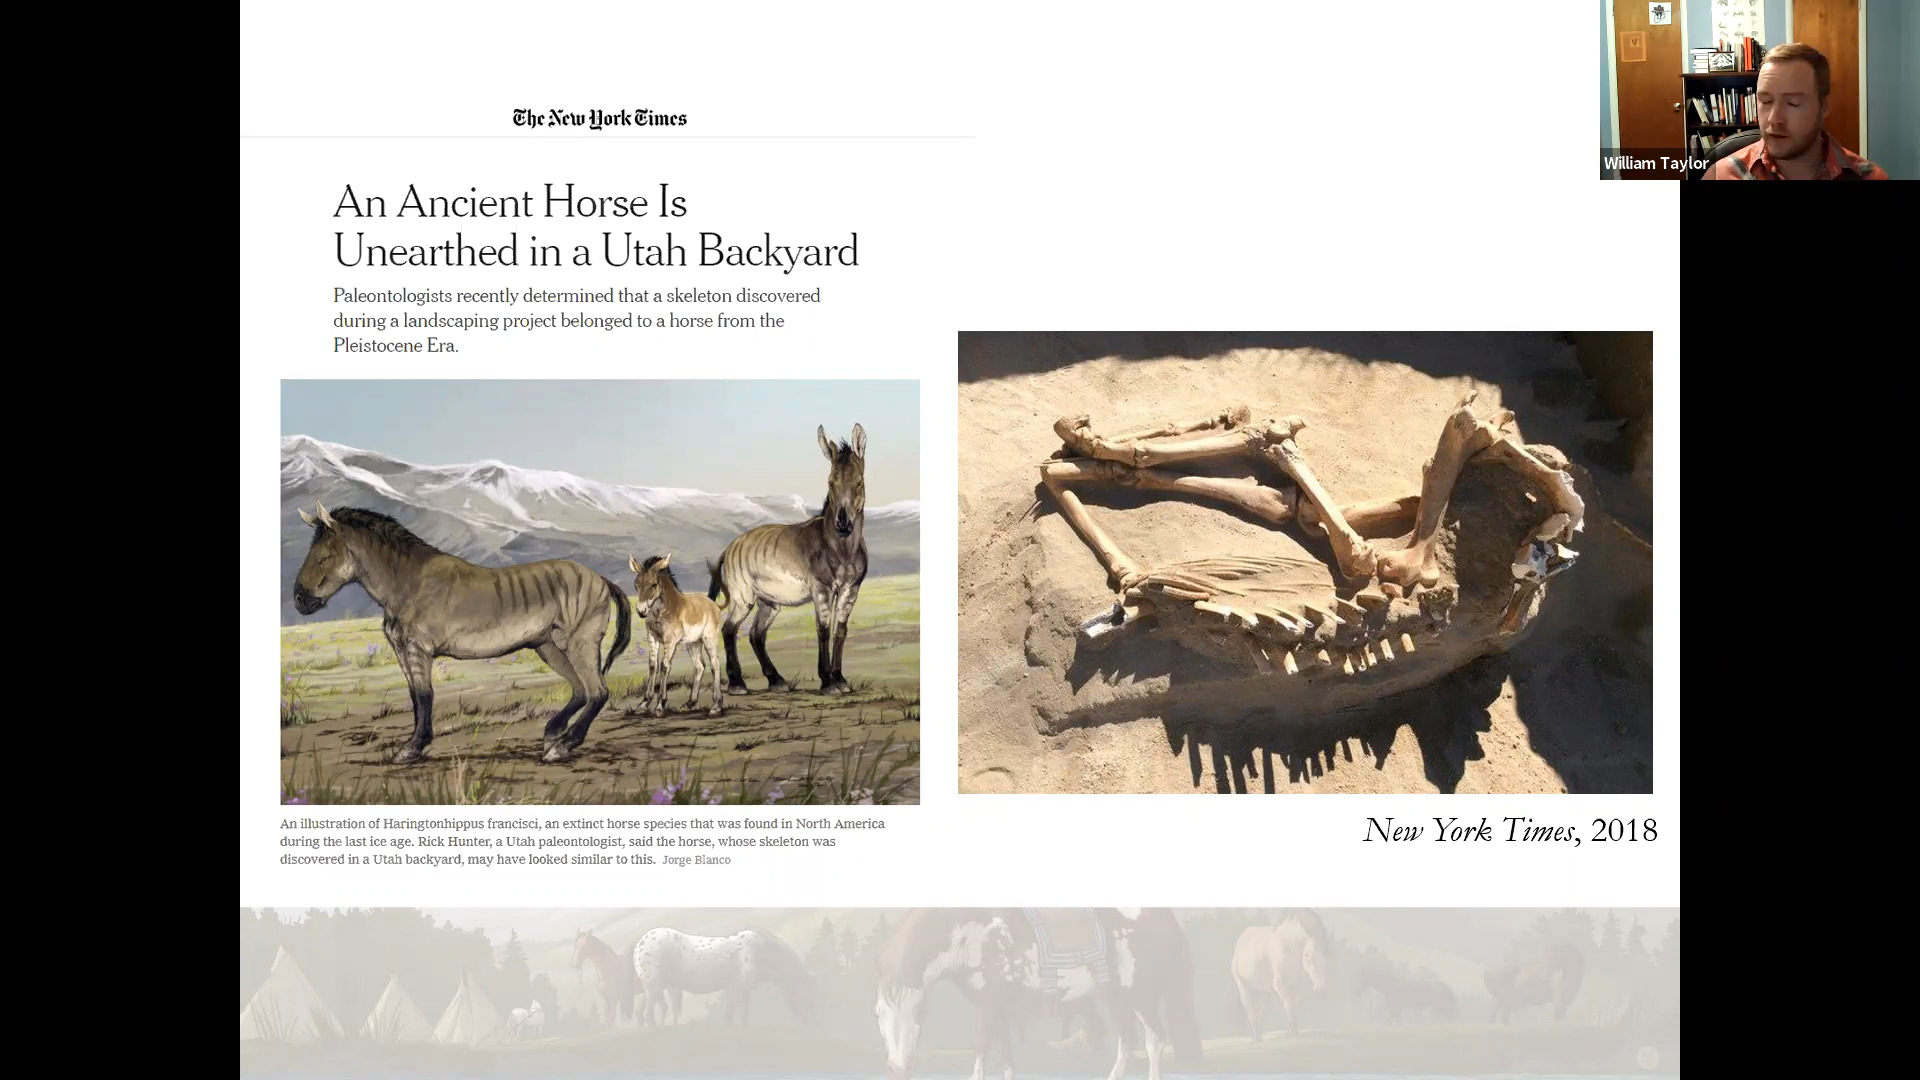 The New York Times
An Ancient Horse Is
Unearthed in a Utah Backyard
Paleontologists recently determined that a skeleton discovered
during a landscaping project belonged to a horse from the
Pleistocene Era.
An illustration of Haringtonhippus francisci, an extinct horse species that was found in North America
during the last ice age. Rick Hunter, a Utah paleontologist, said the horse, whose skeleton was
discovered in a Utah backyard, may have looked similar to this. Jorge Blanco
New York Times, 2018
William Taylor